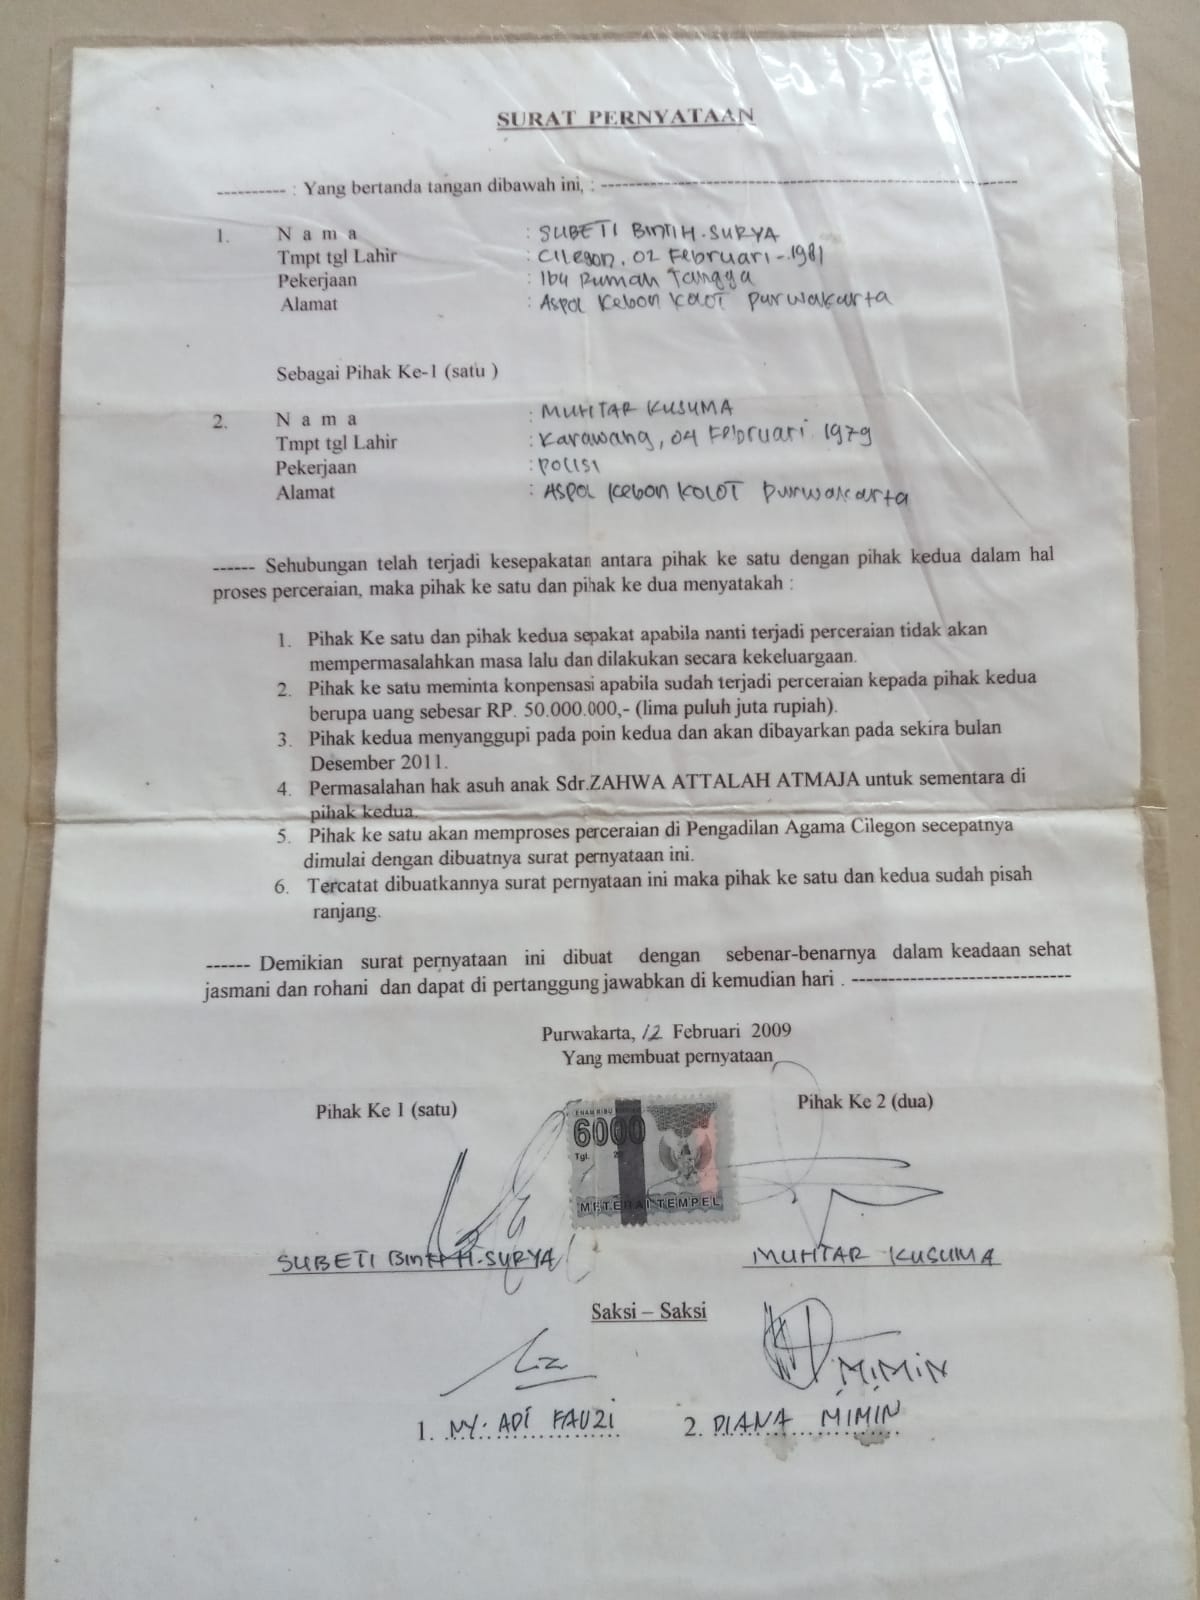 SURAT PERNYATAAN
---------- : Yang bertanda tangan dibawah ini, : ------------------------------------------------------------
1. N a m a : SUBETI BINTI H. SURYA
Tmpt tgl Lahir : Cilegon, 02 Februari - 1981
Pekerjaan : Ibu Rumah Tangga
Alamat : Aspol Kebon Kolot Purwakarta
Sebagai Pihak Ke-1 (satu )
2. N a m a : MUHTAR KUSUMA
Tmpt tgl Lahir : Karawang, 04 Februari 1979
Pekerjaan : POLISI
Alamat : ASPOL Kebon KOLOT Purwakarta
------ Sehubungan telah terjadi kesepakatan antara pihak ke satu dengan pihak kedua dalam hal
proses perceraian, maka pihak ke satu dan pihak ke dua menyatakah :
1. Pihak Ke satu dan pihak kedua sepakat apabila nanti terjadi perceraian tidak akan
mempermasalahkan masa lalu dan dilakukan secara kekeluargaan.
2. Pihak ke satu meminta konpensasi apabila sudah terjadi perceraian kepada pihak kedua
berupa uang sebesar RP. 50.000.000,- (lima puluh juta rupiah).
3. Pihak kedua menyanggupi pada poin kedua dan akan dibayarkan pada sekira bulan
Desember 2011.
4. Permasalahan hak asuh anak Sdr.ZAHWA ATTALAH ATMAJA untuk sementara di
pihak kedua.
5. Pihak ke satu akan memproses perceraian di Pengadilan Agama Cilegon secepatnya
dimulai dengan dibuatnya surat pernyataan ini.
6. Tercatat dibuatkannya surat pernyataan ini maka pihak ke satu dan kedua sudah pisah
ranjang.
------ Demikian surat pernyataan ini dibuat dengan sebenar-benarnya dalam keadaan sehat
jasmani dan rohani dan dapat di pertanggung jawabkan di kemudian hari . -------------------------------
Purwakarta, 12 Februari 2009
Yang membuat pernyataan
Pihak Ke 1 (satu) Pihak Ke 2 (dua)
ENAM RIBU
6000
Tgl. 2
METERAI TEMPEL
SUBETI Binti H. SURYA MUHTAR KUSUMA
Saksi – Saksi
MIMIN
1. NY. ADI FAUZI 2. DIANA MIMIN